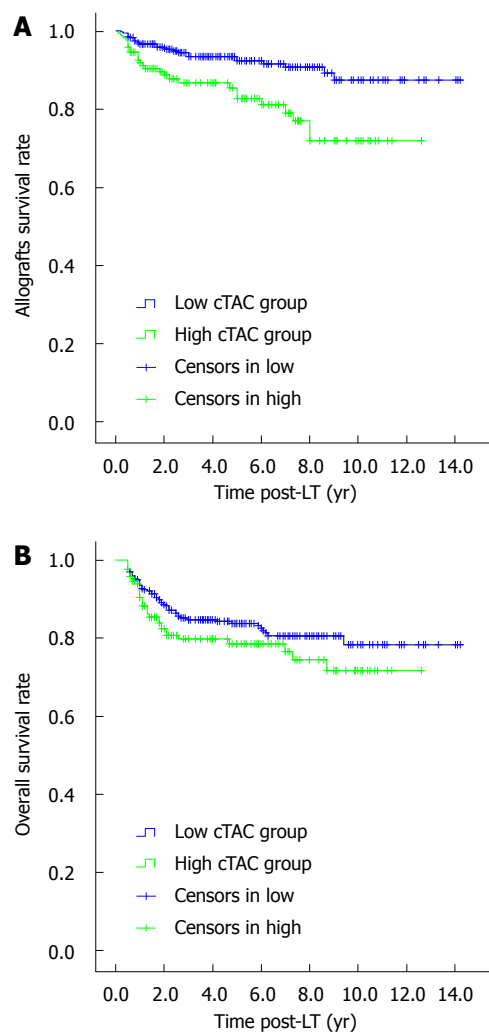 A
1.0
0.8
0.6
0.4
0.2
0.0
Allografts survival rate
Low cTAC group
High cTAC group
Censors in low
Censors in high
0.0 2.0 4.0 6.0 8.0 10.0 12.0 14.0
Time post-LT (yr)
B
1.0
0.8
0.6
0.4
0.2
0.0
Overall survival rate
Low cTAC group
High cTAC group
Censors in low
Censors in high
0.0 2.0 4.0 6.0 8.0 10.0 12.0 14.0
Time post-LT (yr)